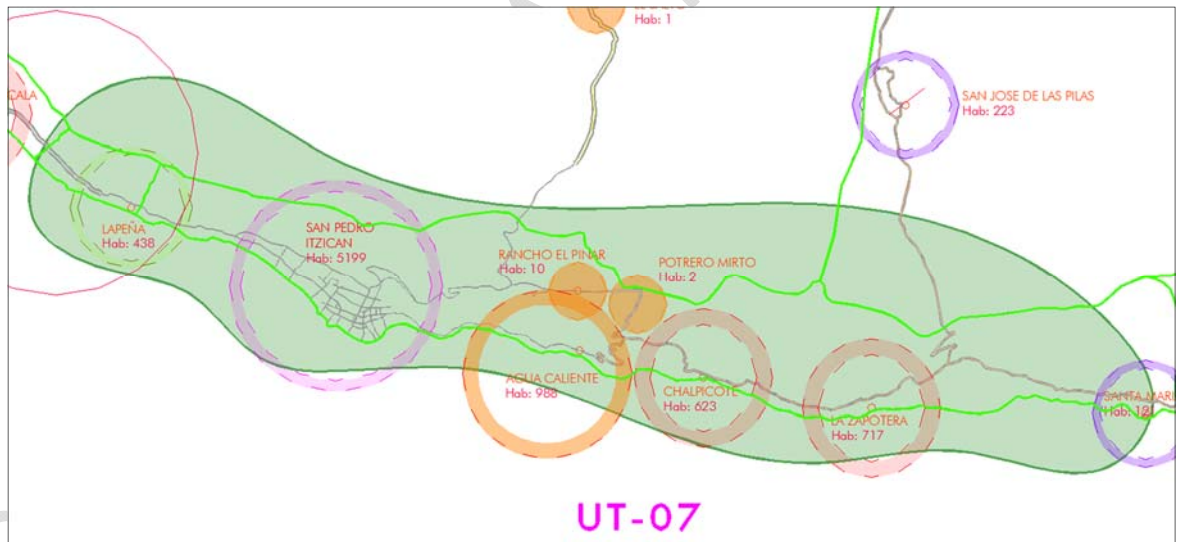 Hab: 1
CALA
SAN JOSE DE LAS PILAS
Hab: 223
LAPEÑA
Hab: 438
SAN PEDRO
ITZICAN
Hab: 5199
RANCHO EL PINAR
Hab: 10
POTRERO MIRTO
Hab: 2
AGUA CALIENTE
Hab: 988
CHALPICOTE
Hab: 623
LA ZAPOTERA
Hab: 717
SANTA MARI
UT-07